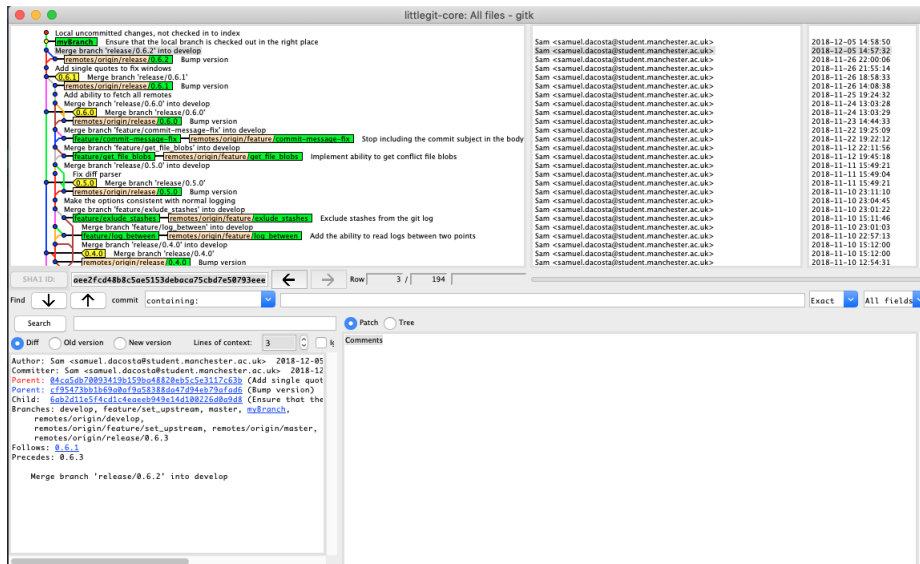 littlegit-core: All files - gitk
Local uncommitted changes, not checked in to index
myBranch Ensure that the local branch is checked out in the right place Sam <samuel.dacosta@student.manchester.ac.uk> 2018-12-05 14:58:50
Merge branch 'release/0.6.2' into develop Sam <samuel.dacosta@student.manchester.ac.uk> 2018-12-05 14:57:32
remotes/origin/release/0.6.2 Bump version Sam <samuel.dacosta@student.manchester.ac.uk> 2018-11-26 22:00:06
Add single quotes to fix windows Sam <samuel.dacosta@student.manchester.ac.uk> 2018-11-26 21:55:14
0.6.1 Merge branch 'release/0.6.1' Sam <samuel.dacosta@student.manchester.ac.uk> 2018-11-26 18:58:33
remotes/origin/release/0.6.1 Bump version Sam <samuel.dacosta@student.manchester.ac.uk> 2018-11-26 14:08:38
Add ability to fetch all remotes Sam <samuel.dacosta@student.manchester.ac.uk> 2018-11-25 19:24:32
Merge branch 'release/0.6.0' into develop Sam <samuel.dacosta@student.manchester.ac.uk> 2018-11-24 13:03:28
0.6.0 Merge branch 'release/0.6.0' Sam <samuel.dacosta@student.manchester.ac.uk> 2018-11-24 13:03:29
remotes/origin/release/0.6.0 Bump version Sam <samuel.dacosta@student.manchester.ac.uk> 2018-11-23 14:44:33
Merge branch 'feature/commit-message-fix' into develop Sam <samuel.dacosta@student.manchester.ac.uk> 2018-11-22 19:25:09
feature/commit-message-fix remotes/origin/feature/commit-message-fix Stop including the commit subject in the body Sam <samuel.dacosta@student.manchester.ac.uk> 2018-11-22 19:22:12
Merge branch 'feature/get_file_blobs' into develop Sam <samuel.dacosta@student.manchester.ac.uk> 2018-11-12 22:11:56
feature/get_file_blobs remotes/origin/feature/get_file_blobs Implement ability to get conflict file blobs Sam <samuel.dacosta@student.manchester.ac.uk> 2018-11-12 19:45:18
Merge branch 'release/0.5.0' into develop Sam <samuel.dacosta@student.manchester.ac.uk> 2018-11-11 15:49:21
Fix diff parser Sam <samuel.dacosta@student.manchester.ac.uk> 2018-11-11 15:49:04
0.5.0 Merge branch 'release/0.5.0' Sam <samuel.dacosta@student.manchester.ac.uk> 2018-11-11 15:49:21
remotes/origin/release/0.5.0 Bump version Sam <samuel.dacosta@student.manchester.ac.uk> 2018-11-10 23:11:10
Make the options consistent with normal logging Sam <samuel.dacosta@student.manchester.ac.uk> 2018-11-10 23:04:45
Merge branch 'feature/exlude_stashes' into develop Sam <samuel.dacosta@student.manchester.ac.uk> 2018-11-10 23:01:22
feature/exlude_stashes remotes/origin/feature/exlude_stashes Exclude stashes from the git log Sam <samuel.dacosta@student.manchester.ac.uk> 2018-11-10 23:01:03
Merge branch 'feature/log_between' into develop Sam <samuel.dacosta@student.manchester.ac.uk> 2018-11-10 22:57:13
feature/log_between remotes/origin/feature/log_between Add the ability to read logs between two points Sam <samuel.dacosta@student.manchester.ac.uk> 2018-11-10 15:11:46
Merge branch 'release/0.4.0' into develop Sam <samuel.dacosta@student.manchester.ac.uk> 2018-11-10 15:12:00
0.4.0 Merge branch 'release/0.4.0' Sam <samuel.dacosta@student.manchester.ac.uk> 2018-11-10 15:12:00
remotes/origin/release/0.4.0 Bump version Sam <samuel.dacosta@student.manchester.ac.uk> 2018-11-10 12:54:31
SHA1 ID: aee2fcd48b8c5ae5153debaca75cbd7e50793eee Row 3 / 194
Find commit containing: Exact All fields
Search Patch Tree
Diff Old version New version Lines of context: 3 Ig
Comments
Author: Sam <samuel.dacosta@student.manchester.ac.uk> 2018-12-05
Committer: Sam <samuel.dacosta@student.manchester.ac.uk> 2018-12
Parent: 04ca5db70093419b159ba48820eb5c5e3117c63b (Add single quot
Parent: cf95473bb1b69a0af9a58388da47d94eb79afad6 (Bump version)
Child: 6ab2d11e5f4cd1c4eaeeb949e14d100226d0a9d8 (Ensure that the
Branches: develop, feature/set_upstream, master, myBranch,
remotes/origin/develop,
remotes/origin/feature/set_upstream, remotes/origin/master,
remotes/origin/release/0.6.3
Follows: 0.6.1
Precedes: 0.6.3
Merge branch 'release/0.6.2' into develop